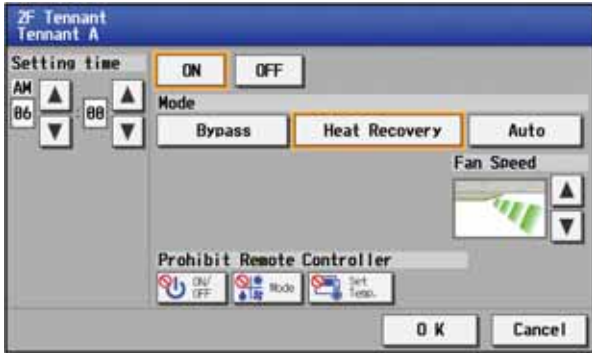 2F Tennant
Tennant A
Setting time
ON OFF
AM
06 : 00
Mode
Bypass Heat Recovery Auto
Fan Speed
Prohibit Remote Controller
ON/OFF Mode Set Temp.
OK Cancel